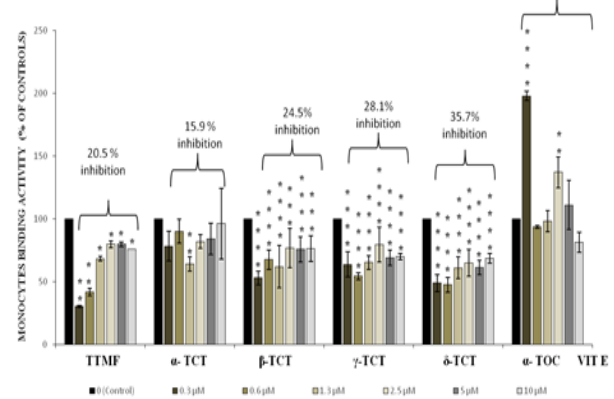 MONOCYTES BINDING ACTIVITY (% OF CONTROLS)
250
200
150
100
50
0
20.5 %
inhibition
15.9 %
inhibition
24.5%
inhibition
28.1%
inhibition
35.7%
inhibition
TTMF α- TCT β-TCT γ-TCT δ-TCT α- TOC VIT E
0 (Control) 0.3 µM 0.6 µM 1.3 µM 2.5 µM 5 µM 10 µM